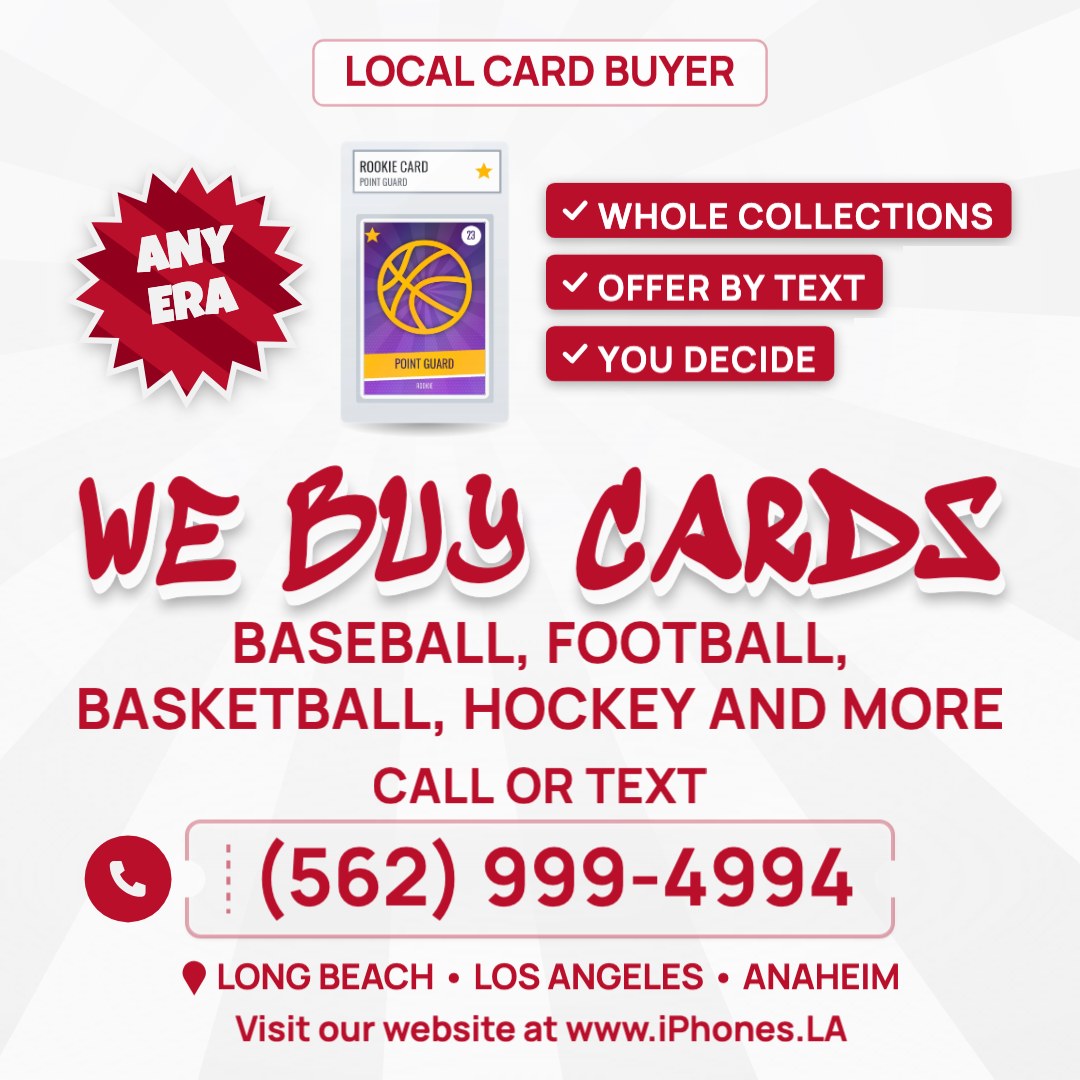 LOCAL CARD BUYER
ANY
ERA
ROOKIE CARD
POINT GUARD
23
POINT GUARD
ROOKIE
WHOLE COLLECTIONS
OFFER BY TEXT
YOU DECIDE
WE BUY CARDS
BASEBALL, FOOTBALL,
BASKETBALL, HOCKEY AND MORE
CALL OR TEXT
(562) 999-4994
LONG BEACH • LOS ANGELES • ANAHEIM
Visit our website at www.iPhones.LA